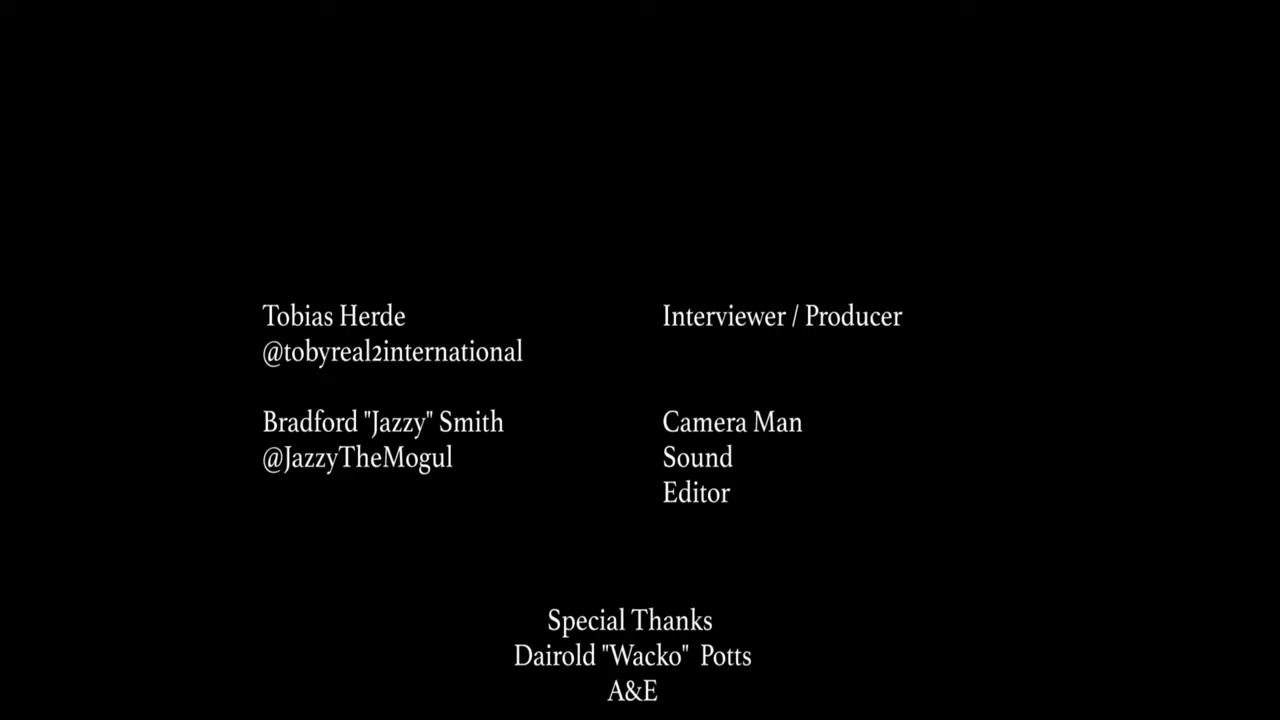 Tobias Herde
Interviewer / Producer
@tobyreal2international
Bradford "Jazzy" Smith
Camera Man
@JazzyTheMogul
Sound
Editor
Special Thanks
Dairold "Wacko" Potts
A&E